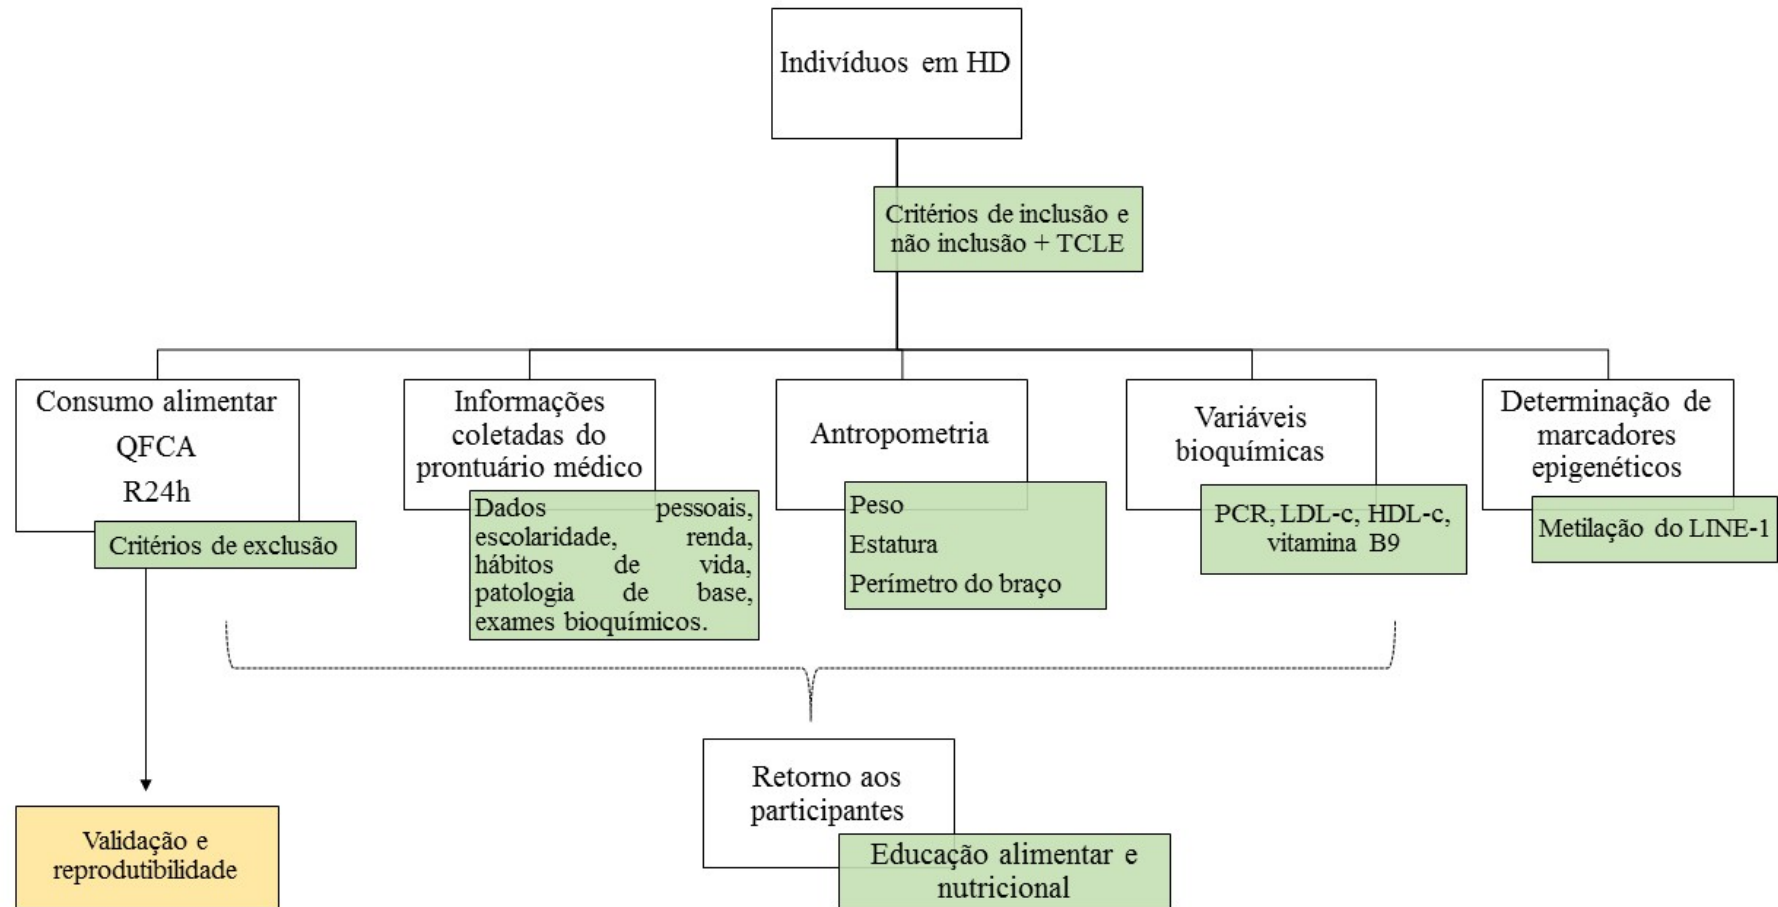 Indivíduos em HD
Critérios de inclusão e
não inclusão + TCLE
Consumo alimentar
QFCA
R24h
Critérios de exclusão
Informações
coletadas do
prontuário médico
Dados pessoais,
escolaridade, renda,
hábitos de vida,
patologia de base,
exames bioquímicos.
Antropometria
Peso
Estatura
Perímetro do braço
Variáveis
bioquímicas
PCR, LDL-c, HDL-c,
vitamina B9
Determinação de
marcadores
epigenéticos
Metilação do LINE-1
Validação e
reprodutibilidade
Retorno aos
participantes
Educação alimentar e
nutricional